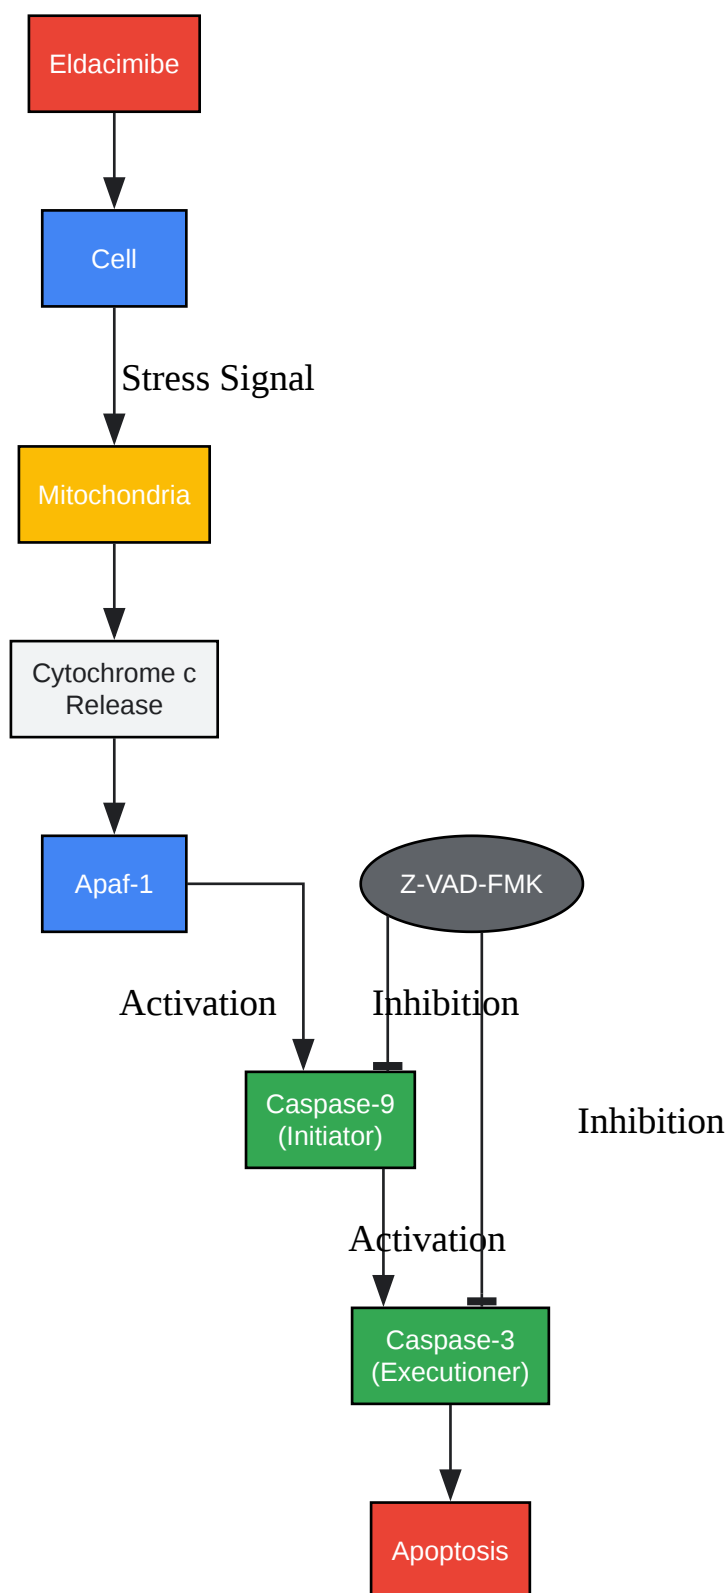 Eldacimibe
Cell
Stress Signal
Mitochondria
Cytochrome c
Release
Apaf-1
Z-VAD-FMK
Activation
Inhibition
Caspase-9
(Initiator)
Inhibition
Activation
Caspase-3
(Executioner)
Apoptosis